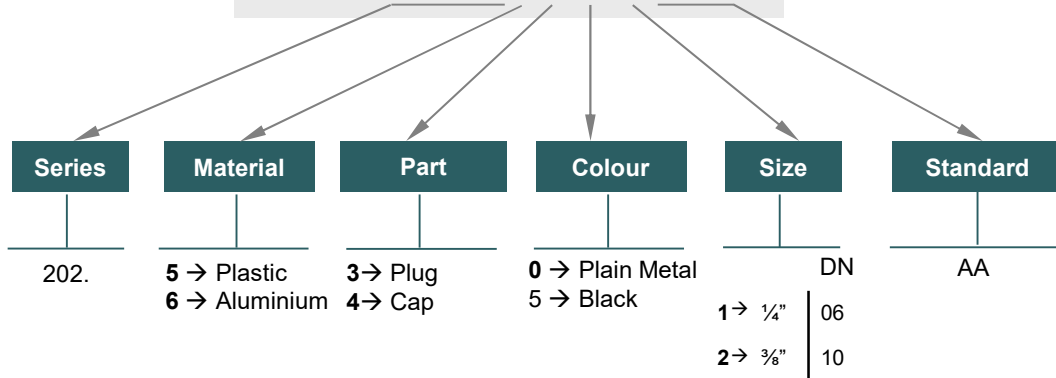 Series Material Part Colour Size Standard
202. 5 → Plastic 3→ Plug 0 → Plain Metal DN AA
6 → Aluminium 4→ Cap 5 → Black
1→ ¼” 06
2→ ⅜” 10